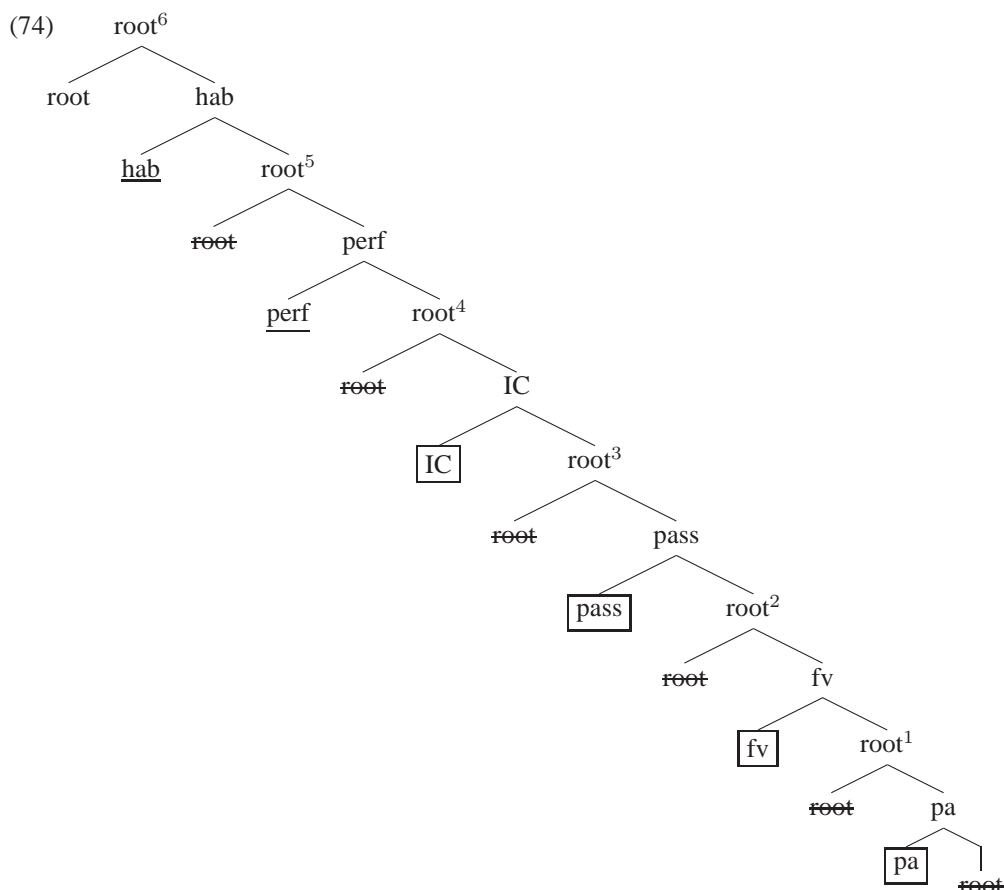 (74) root⁶
root hab
hab root⁵
root perf
perf root⁴
root IC
IC root³
root pass
pass root²
root fv
fv root¹
root pa
pa root